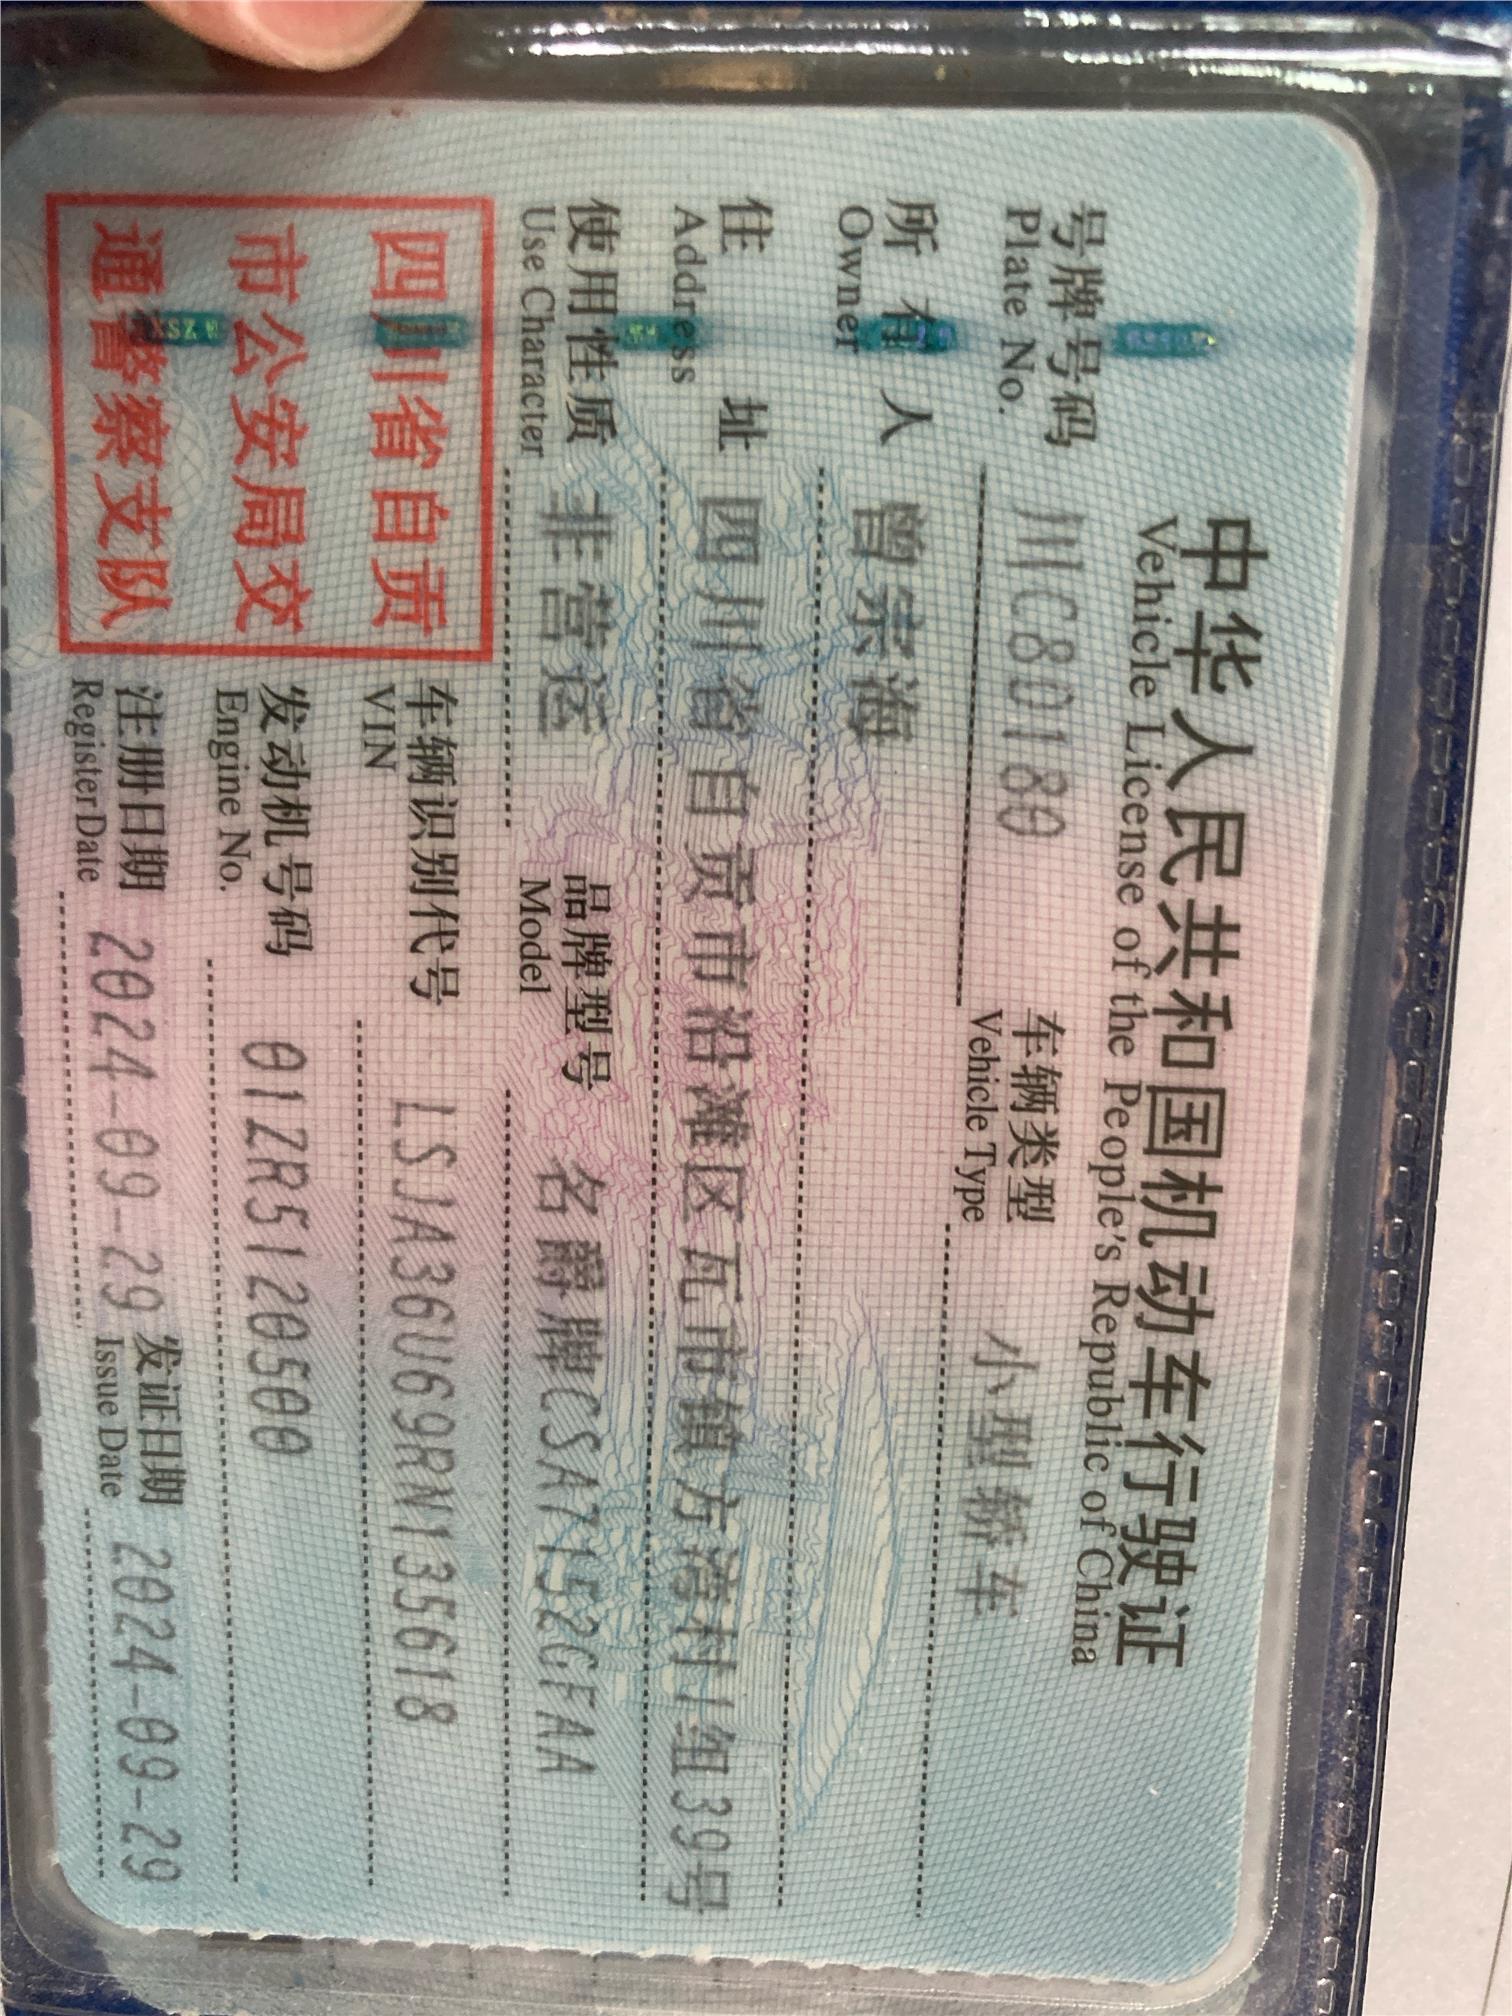 中华人民共和国机动车行驶证
Vehicle License of the People's Republic of China
号牌号码 川C80180 车辆类型 小型轿车
Plate No. Vehicle Type
所有人 曾宗海
Owner
住址 四川省自贡市沿滩区瓦市镇方湾村1组39号
Address
使用性质 非营运 品牌型号 名爵牌CSA7152GFAA
Use Character Model
四川省自贡
市公安局交
通警察支队
车辆识别代号 LSJA36U69RN135618
VIN
发动机号码 01ZR5120500
Engine No.
注册日期 2024-09-29 发证日期 2024-09-29
Register Date Issue Date